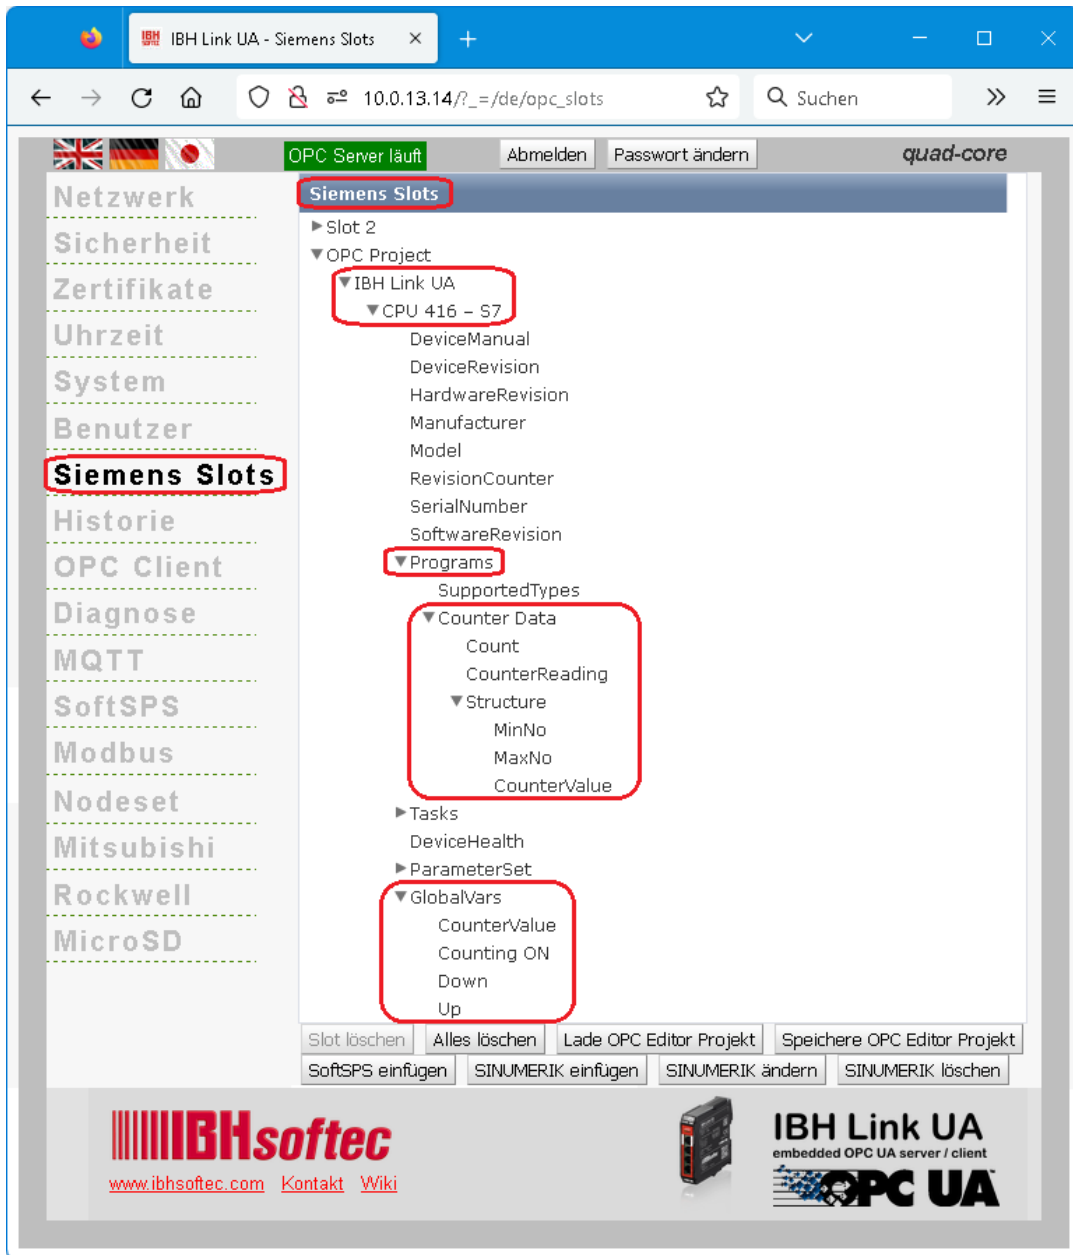 IBH Link UA - Siemens Slots
10.0.13.14/?_=/de/opc_slots
Suchen
OPC Server läuft
Abmelden
Passwort ändern
quad-core
Netzwerk
Sicherheit
Zertifikate
Uhrzeit
System
Benutzer
Siemens Slots
Historie
OPC Client
Diagnose
MQTT
SoftSPS
Modbus
Nodeset
Mitsubishi
Rockwell
MicroSD
Siemens Slots
Slot 2
OPC Project
IBH Link UA
CPU 416 – S7
DeviceManual
DeviceRevision
HardwareRevision
Manufacturer
Model
RevisionCounter
SerialNumber
SoftwareRevision
Programs
SupportedTypes
Counter Data
Count
CounterReading
Structure
MinNo
MaxNo
CounterValue
Tasks
DeviceHealth
ParameterSet
GlobalVars
CounterValue
Counting ON
Down
Up
Slot löschen
Alles löschen
Lade OPC Editor Projekt
Speichere OPC Editor Projekt
SoftSPS einfügen
SINUMERIK einfügen
SINUMERIK ändern
SINUMERIK löschen
IBHsoftec
www.ibhsoftec.com Kontakt Wiki
IBH Link UA
embedded OPC UA server / client
OPC UA